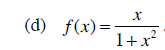 (d) f(x) = x / (1 + x²).